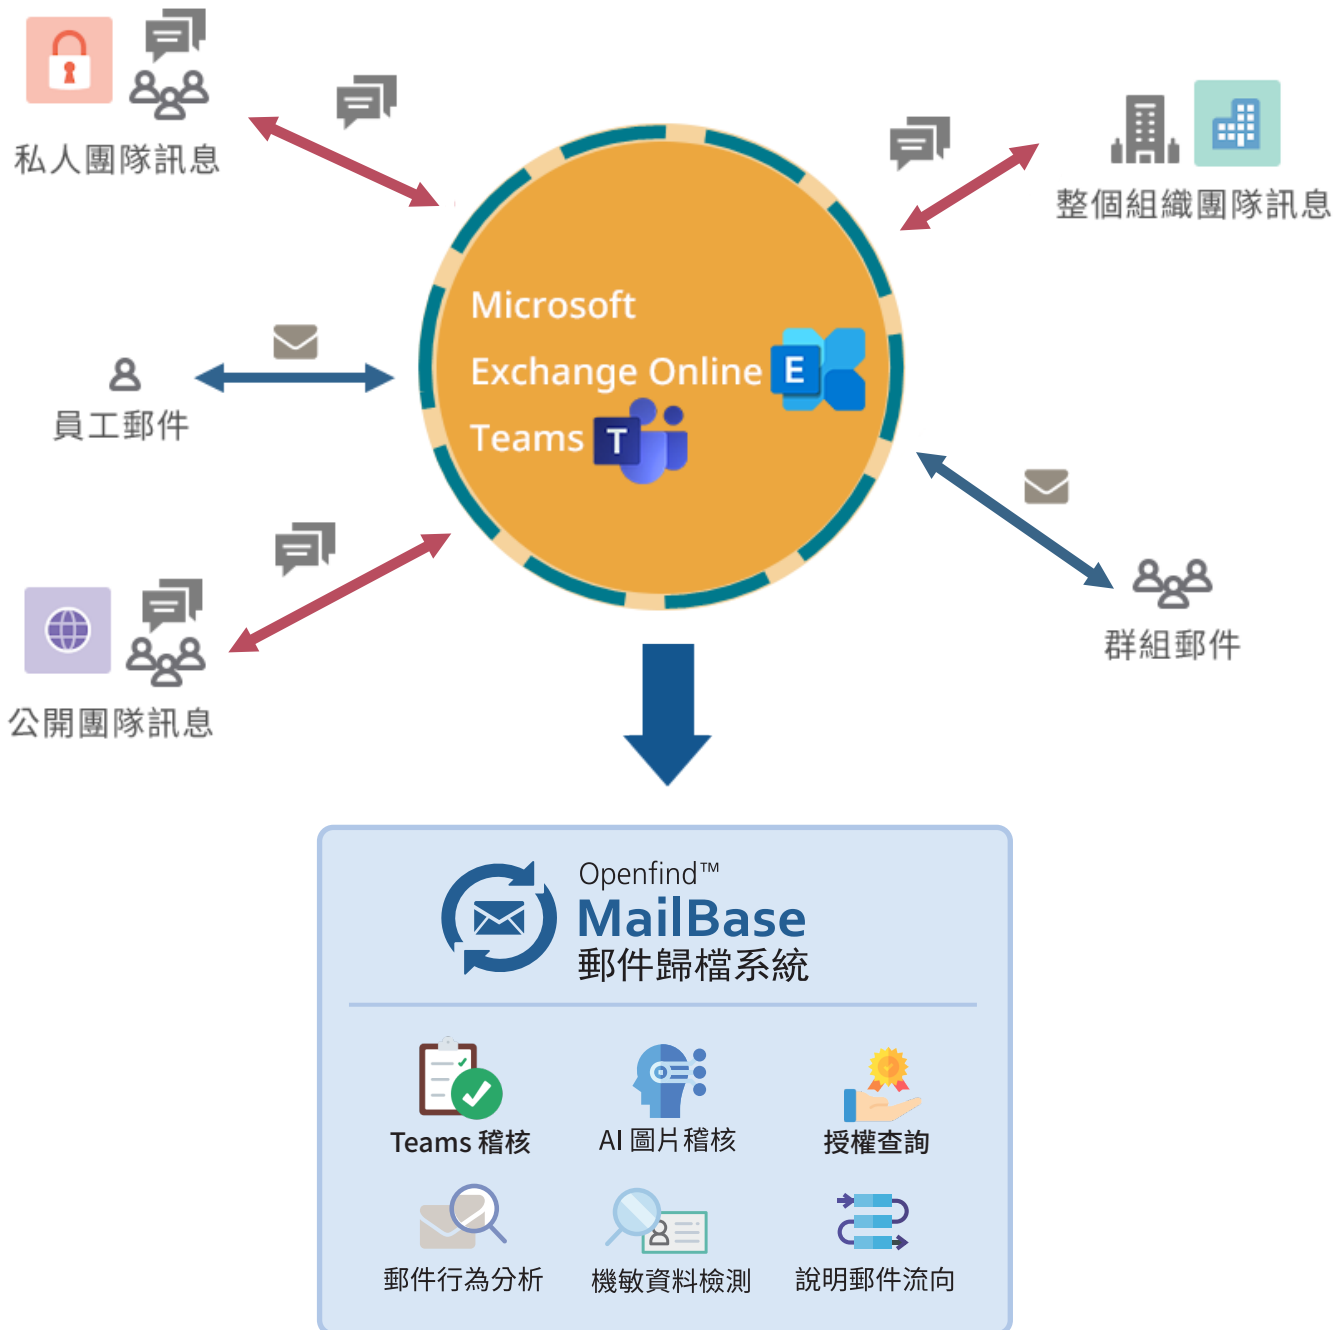 私人團隊訊息
整個組織團隊訊息
Microsoft
Exchange Online E
Teams T
員工郵件
群組郵件
公開團隊訊息
Openfind™
MailBase
郵件歸檔系統
Teams 稽核
AI 圖片稽核
授權查詢
郵件行為分析
機敏資料檢測
說明郵件流向